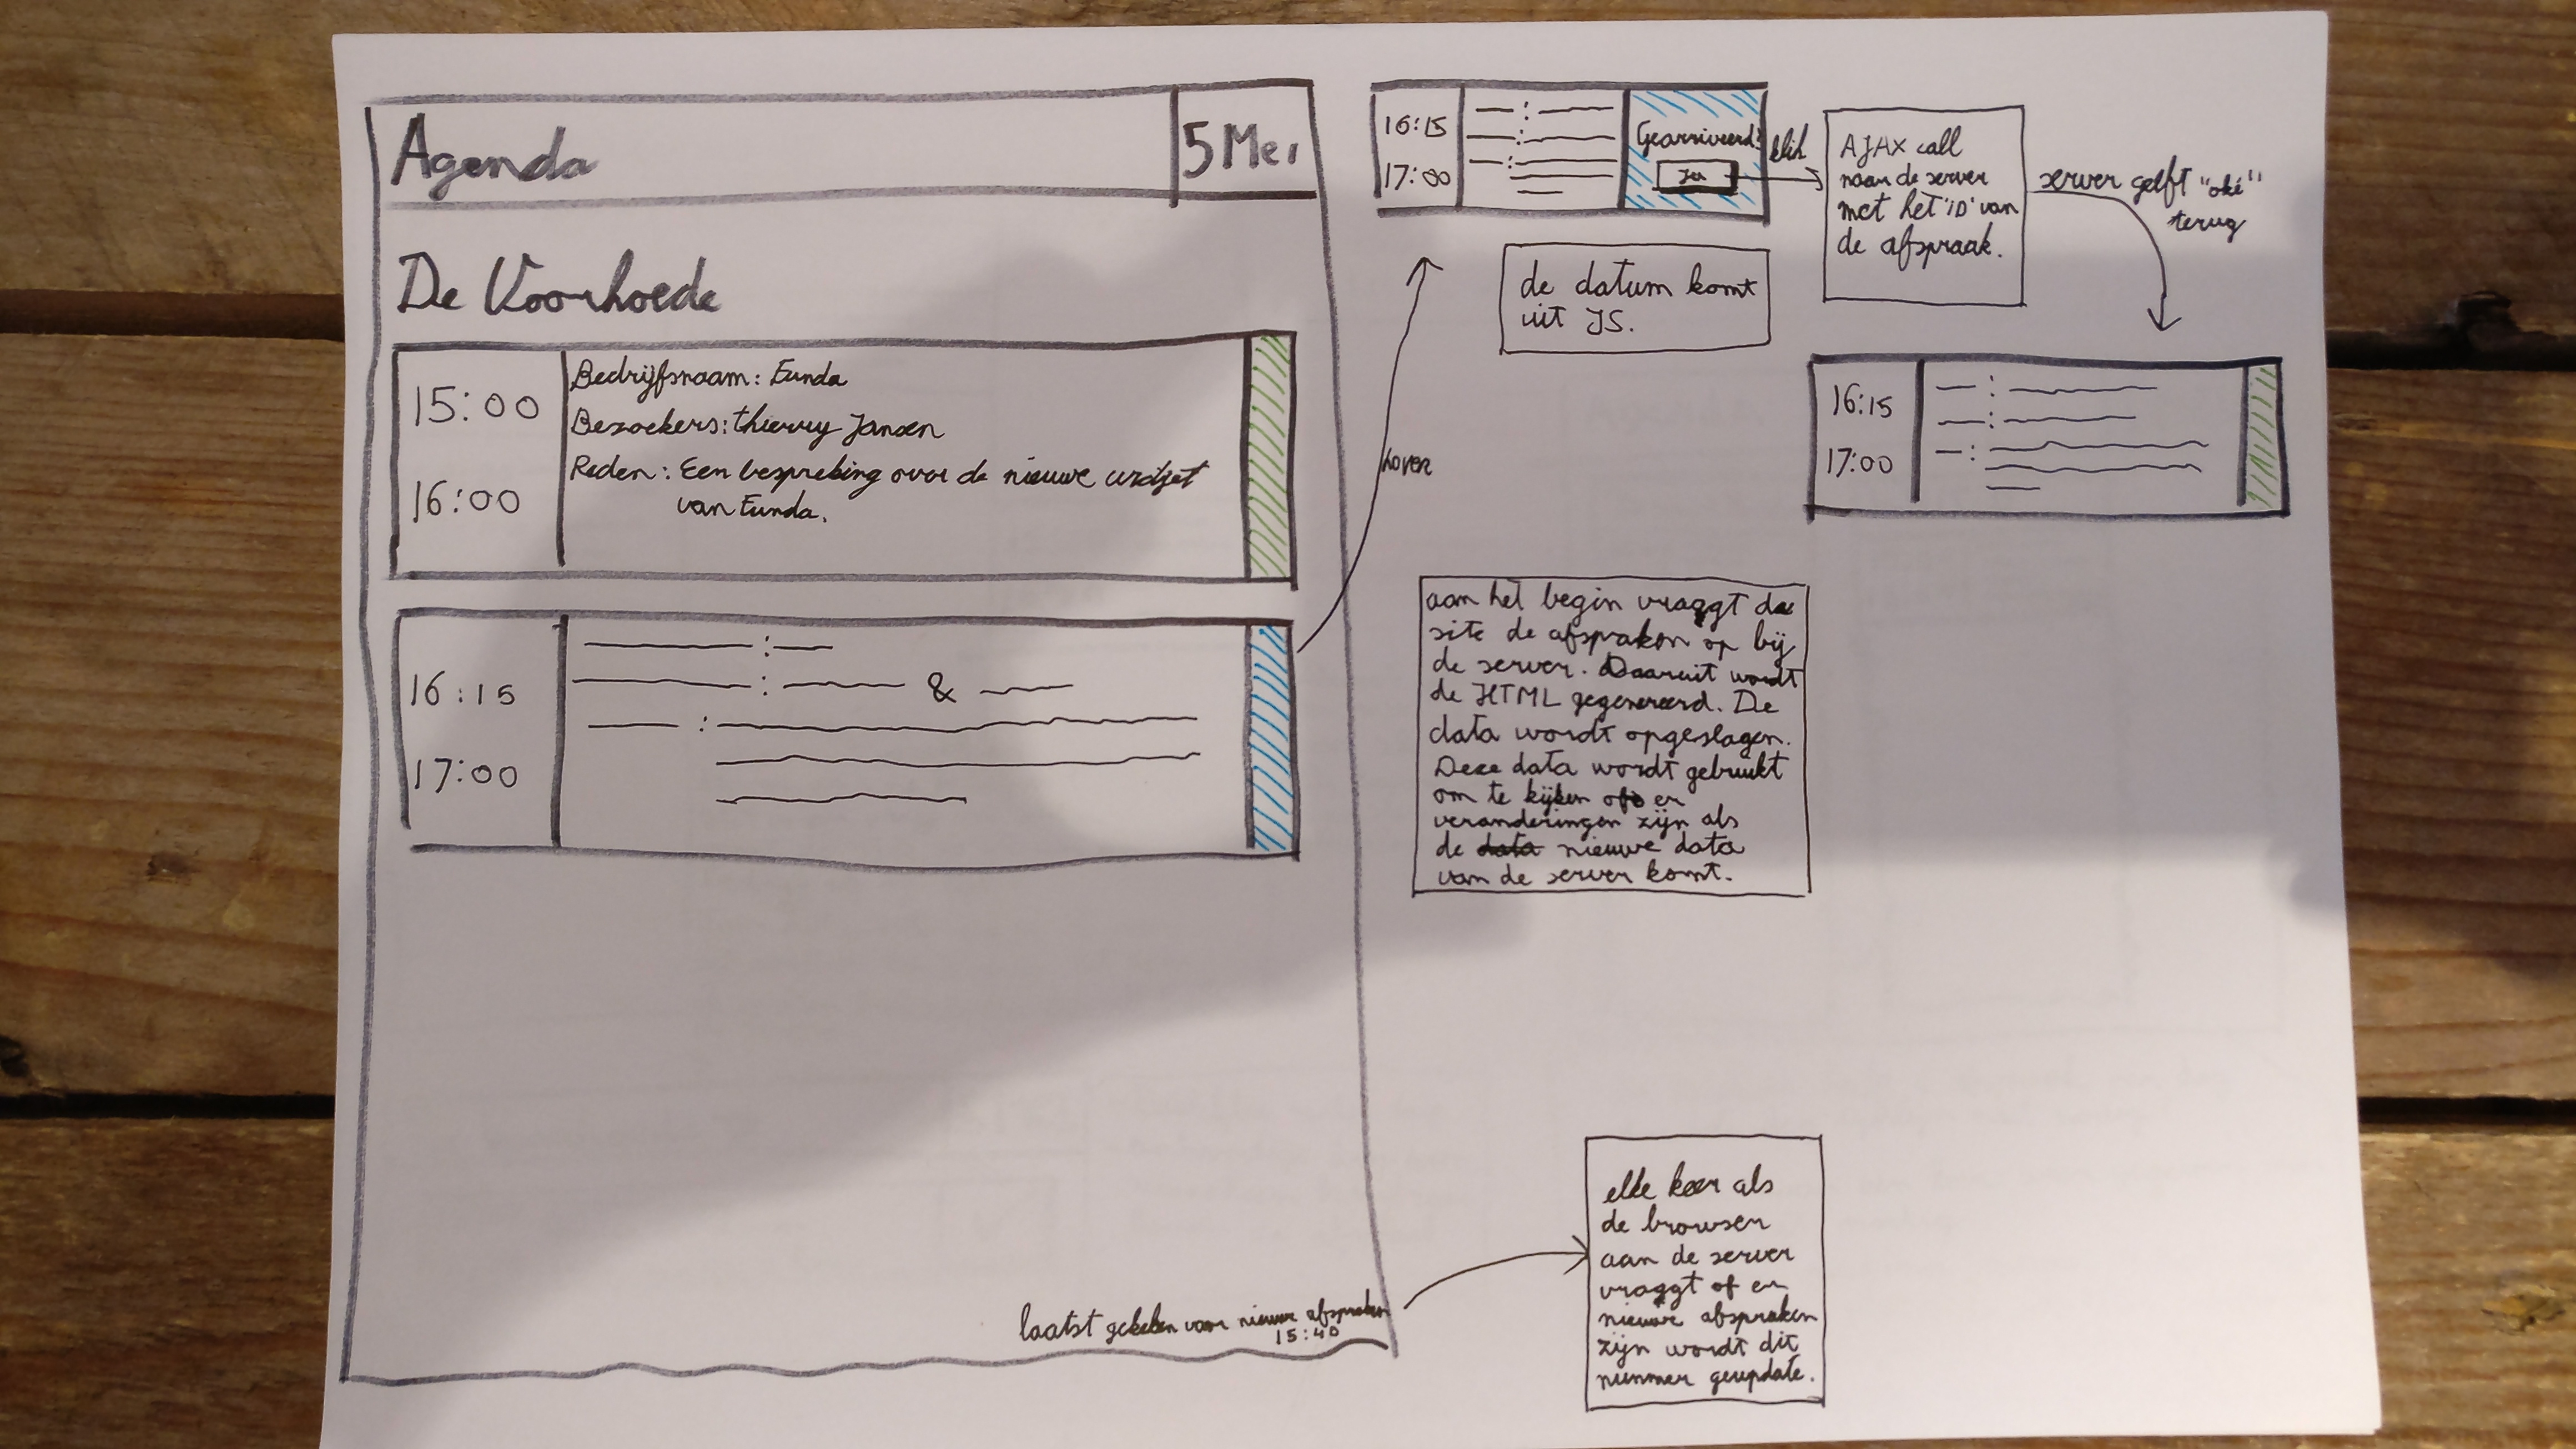 Agenda
5 Mei
De Voorhoede
15:00
16:00
Bedrijfsnaam: Funda
Bezoekers: thierry Jansen
Reden: Een bespreking over de nieuwe widget
van Funda.
16:15
17:00
&
laatst gekeken voor nieuwe afspraken
15:40
hover
16:15
17:00
Gearriveerd?
Ja
klik
AJAX call
naar de server
met het 'ID' van
de afspraak.
server geeft "oké"
terug
de datum komt
uit JS.
16:15
17:00
aan het begin vraagt de
site de afspraken op bij
de server. Daaruit wordt
de HTML gegenereerd. De
data wordt opgeslagen.
Deze data wordt gebruikt
om te kijken of er
veranderingen zijn als
de data nieuwe data
van de server komt.
elke keer als
de browser
aan de server
vraagt of er
nieuwe afspraken
zijn wordt dit
nummer geupdate.